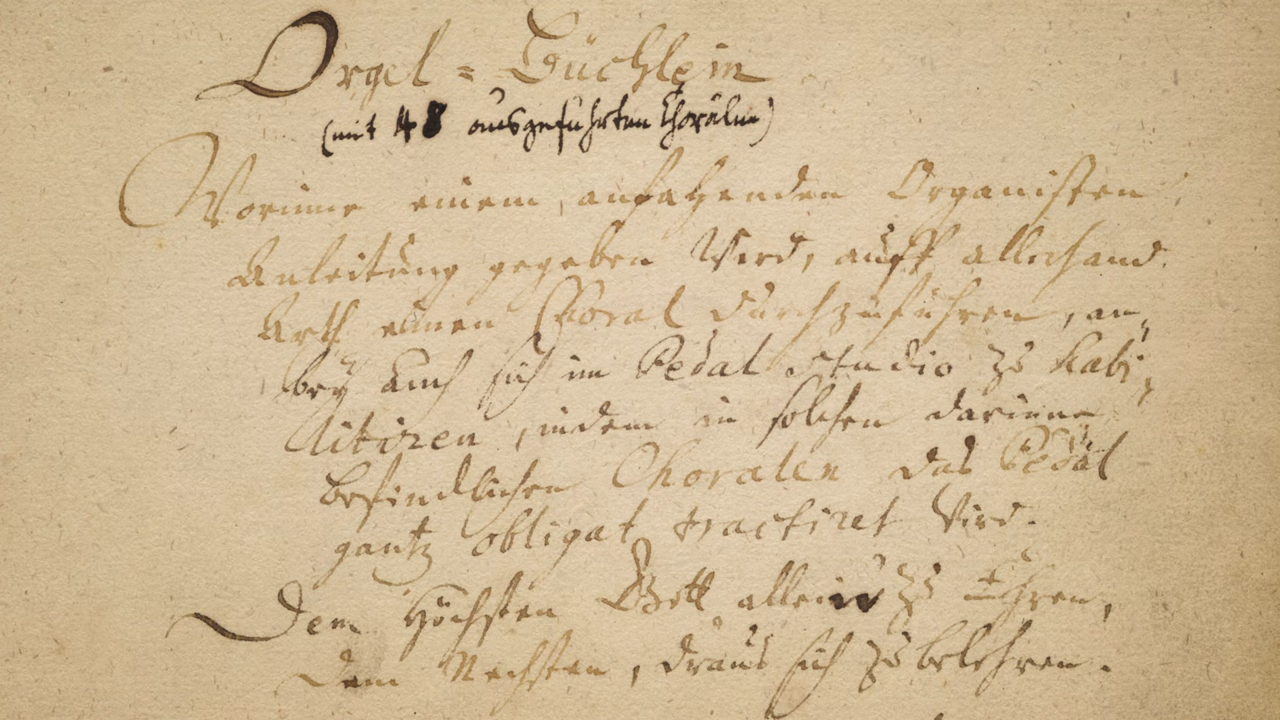 Orgel = Büchlein
(mit 48 ausgeführten Chorälen)
Worinne einem anfahenden Organisten
Anleitung gegeben wird, auff allerhand
Arth einen Choral durchzuführen, an-
bey auch sich im Pedal studio zu habi-
litiren, indem in solchen darinne
befindlichen Choralen das Pedal
gantz obligat tractiret wird.
Dem Höchsten Gott allein zu Ehren,
Dem Nechsten, draus sich zu belehren.